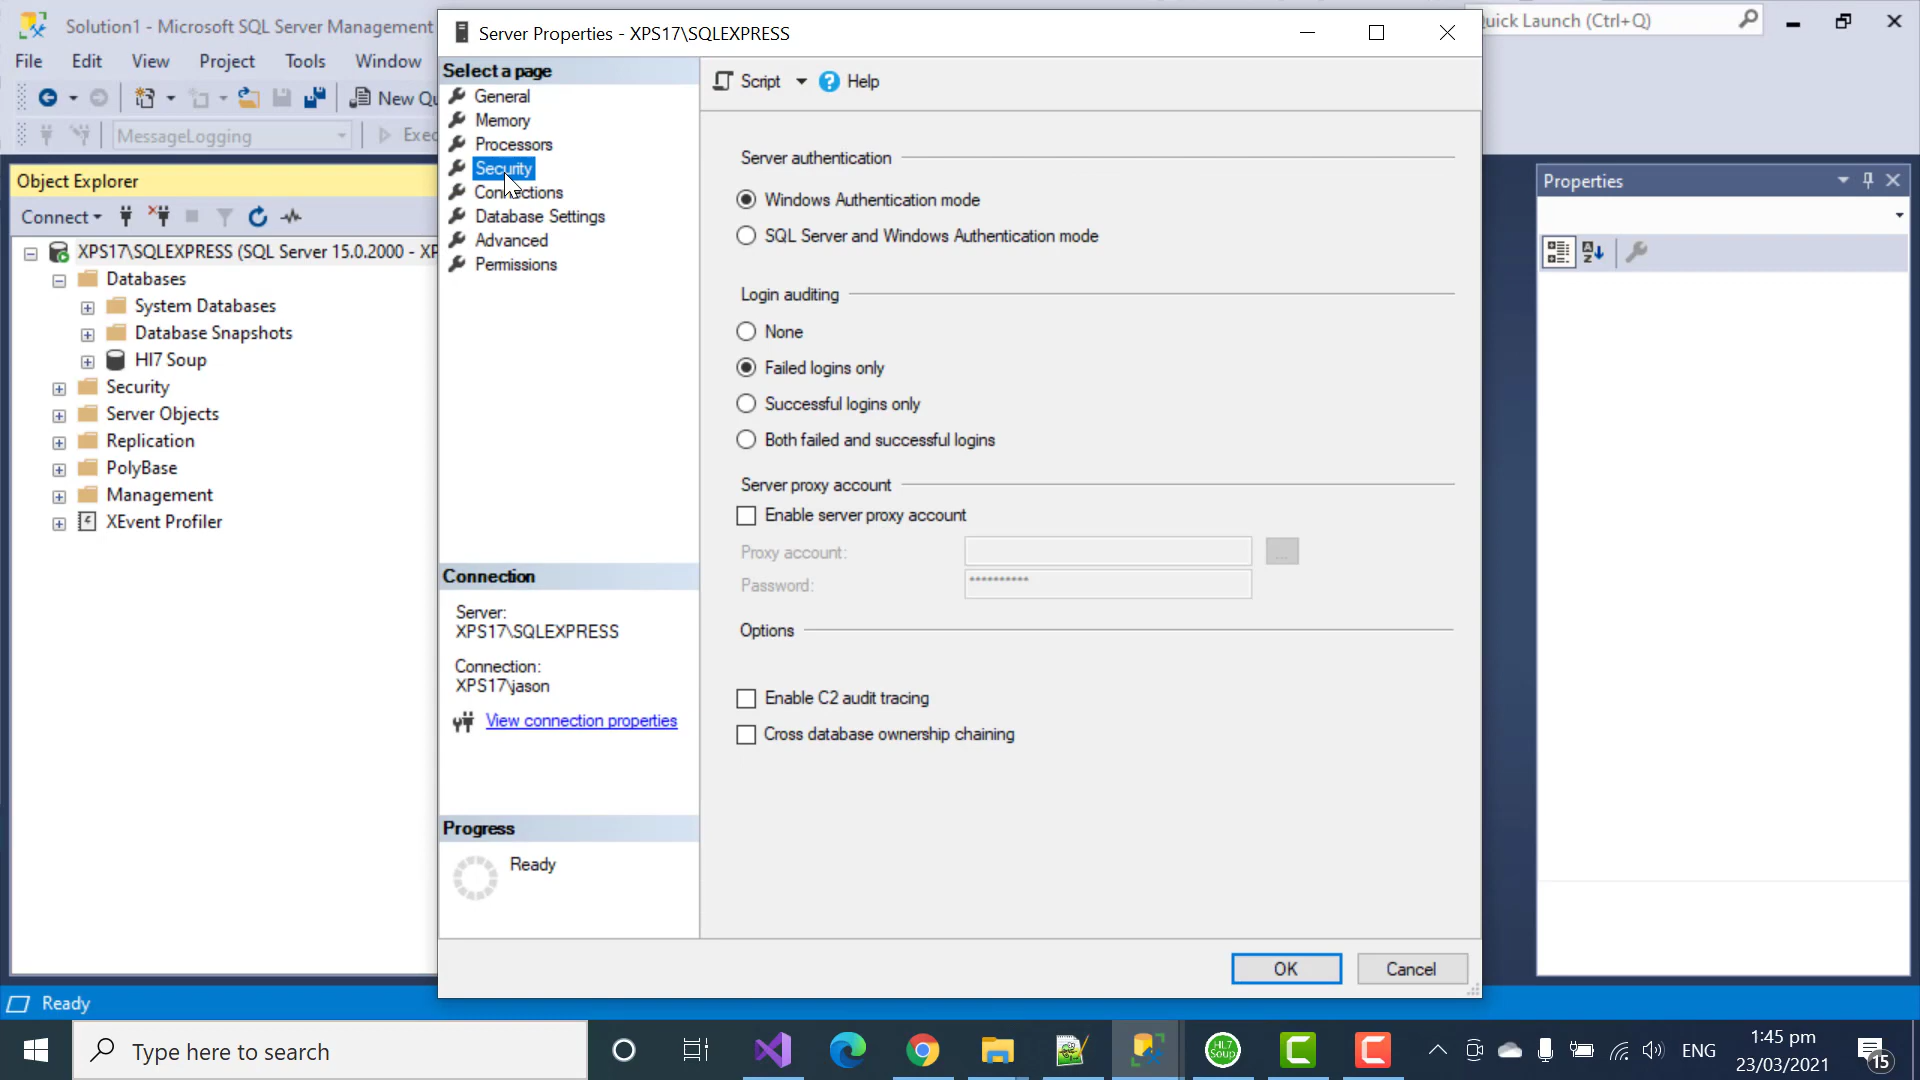 Solution1 - Microsoft SQL Server Management
Server Properties - XPS17\SQLEXPRESS
Quick Launch (Ctrl+Q)
File Edit View Project Tools Window
New Qu
MessageLogging
Exec
Object Explorer
Connect
XPS17\SQLEXPRESS (SQL Server 15.0.2000 - XP
Databases
System Databases
Database Snapshots
Hl7 Soup
Security
Server Objects
Replication
PolyBase
Management
XEvent Profiler
Select a page
General
Memory
Processors
Security
Connections
Database Settings
Advanced
Permissions
Connection
Server:
XPS17\SQLEXPRESS
Connection:
XPS17\jason
View connection properties
Progress
Ready
Script Help
Server authentication
Windows Authentication mode
SQL Server and Windows Authentication mode
Login auditing
None
Failed logins only
Successful logins only
Both failed and successful logins
Server proxy account
Enable server proxy account
Proxy account:
...
Password:
**********
Options
Enable C2 audit tracing
Cross database ownership chaining
OK Cancel
Properties
Ready
Type here to search
HL7
Soup
ENG
1:45 pm
23/03/2021
15